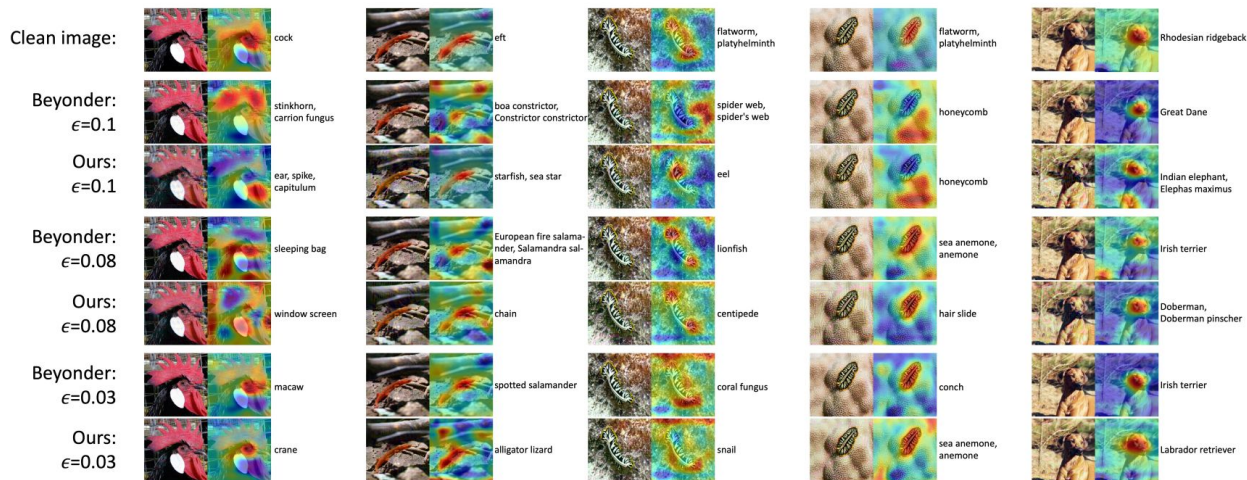 Clean image:
cock
eft
flatworm,
platyhelminth
flatworm,
platyhelminth
Rhodesian ridgeback
Beyonder:
ϵ=0.1
stinkhorn,
carrion fungus
boa constrictor,
Constrictor constrictor
spider web,
spider's web
honeycomb
Great Dane
Ours:
ϵ=0.1
ear, spike,
capitulum
starfish, sea star
eel
honeycomb
Indian elephant,
Elephas maximus
Beyonder:
ϵ=0.08
sleeping bag
European fire salama-
nder, Salamandra sal-
amandra
lionfish
sea anemone,
anemone
Irish terrier
Ours:
ϵ=0.08
window screen
chain
centipede
hair slide
Doberman,
Doberman pinscher
Beyonder:
ϵ=0.03
macaw
spotted salamander
coral fungus
conch
Irish terrier
Ours:
ϵ=0.03
crane
alligator lizard
snail
sea anemone,
anemone
Labrador retriever